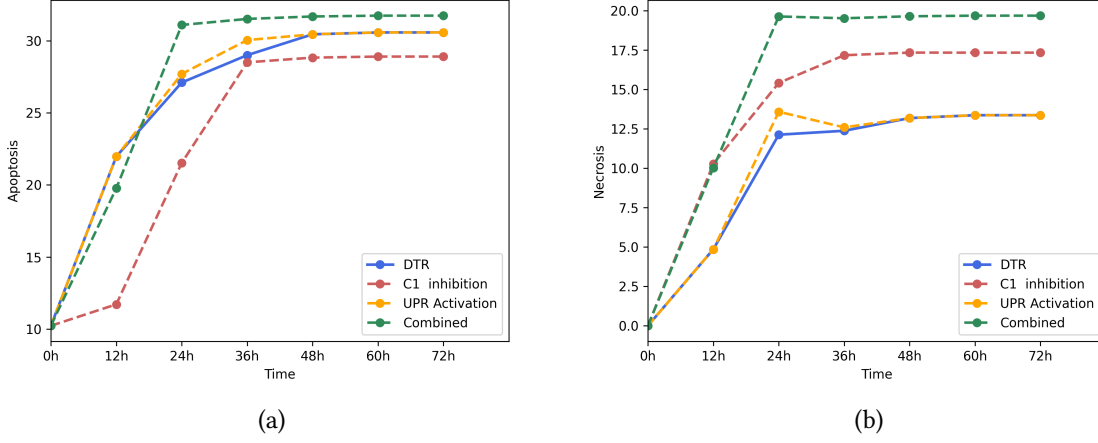 30
25
20
15
10
Apoptosis
0h 12h 24h 36h 48h 60h 72h
Time
DTR
C1 inhibition
UPR Activation
Combined
(a)
20.0
17.5
15.0
12.5
10.0
7.5
5.0
2.5
0.0
Necrosis
0h 12h 24h 36h 48h 60h 72h
Time
DTR
C1 inhibition
UPR Activation
Combined
(b)